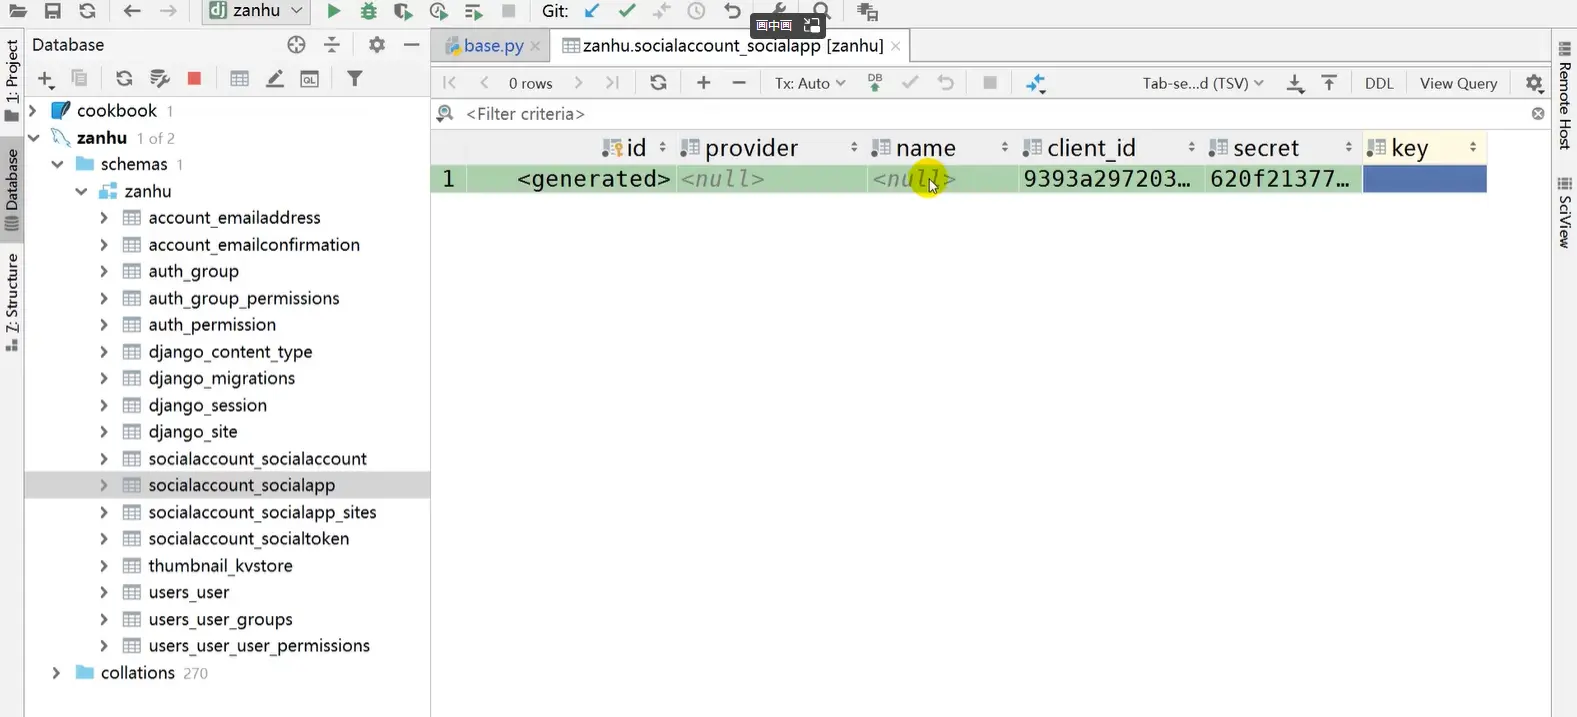 zanhu
Git:
画中画
1: Project
Database
Z: Structure
Database
cookbook 1
zanhu 1 of 2
schemas 1
zanhu
account_emailaddress
account_emailconfirmation
auth_group
auth_group_permissions
auth_permission
django_content_type
django_migrations
django_session
django_site
socialaccount_socialaccount
socialaccount_socialapp
socialaccount_socialapp_sites
socialaccount_socialtoken
thumbnail_kvstore
users_user
users_user_groups
users_user_user_permissions
collations 270
base.py
zanhu.socialaccount_socialapp [zanhu]
0 rows
Tx: Auto
DB
Tab-se...d (TSV)
DDL
View Query
<Filter criteria>
id provider name client_id secret key
1 <generated> <null> <null> 9393a297203... 620f21377...
Remote Host
SciView